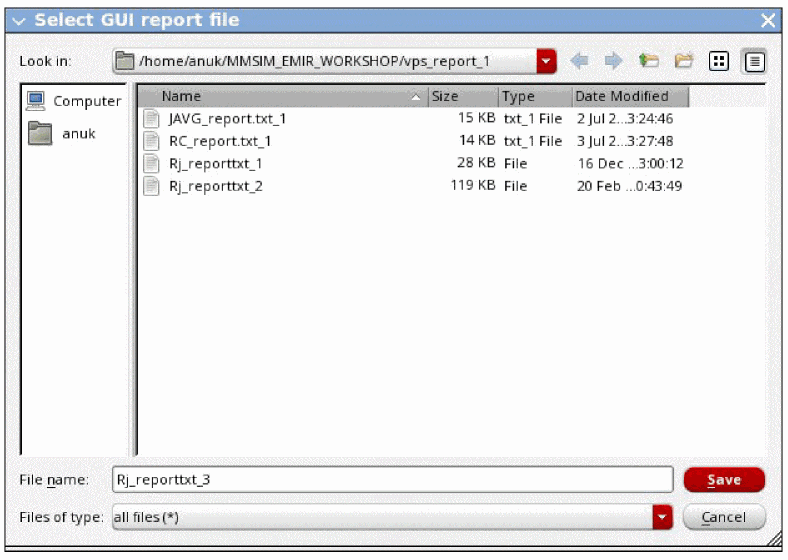 Select GUI report file
Look in: /home/anuk/MMSIM_EMIR_WORKSHOP/vps_report_1
Computer
anuk
Name Size Type Date Modified
JAVG_report.txt_1 15 KB txt_1 File 2 Jul 2...3:24:46
RC_report.txt_1 14 KB txt_1 File 3 Jul 2...3:27:48
Rj_reporttxt_1 28 KB File 16 Dec ...3:00:12
Rj_reporttxt_2 119 KB File 20 Feb ...0:43:49
File name: Rj_reporttxt_3 Save
Files of type: all files (*) Cancel